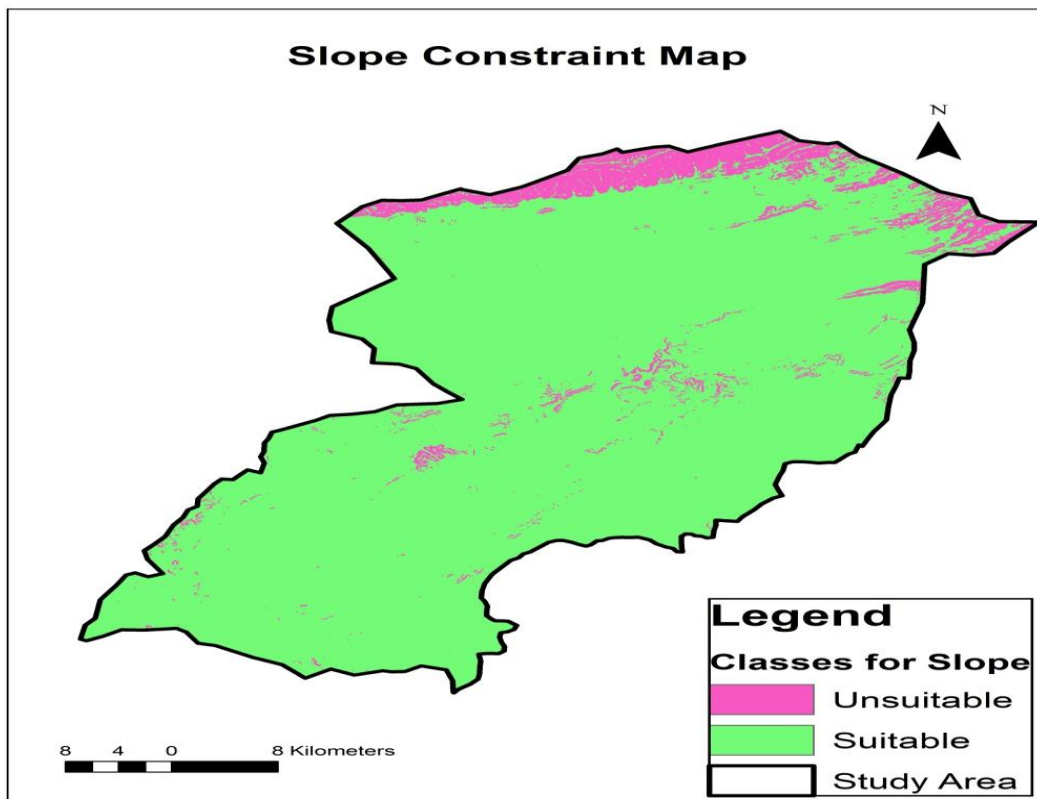 Slope Constraint Map
N
Legend
Classes for Slope
Unsuitable
Suitable
Study Area
8 4 0 8 Kilometers